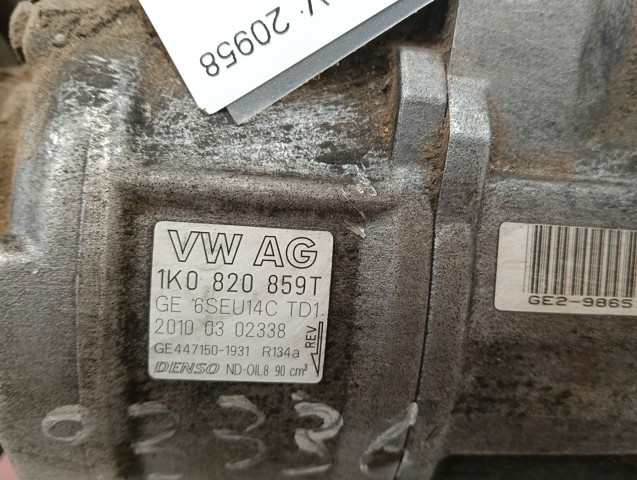 V: 20958
VW AG
1K0 820 859T
GE 6SEU14C TD1
2010 03 02338
GE447150-1931 R134a
REV
DENSO ND-OIL8 90 cm³
GE2-9865